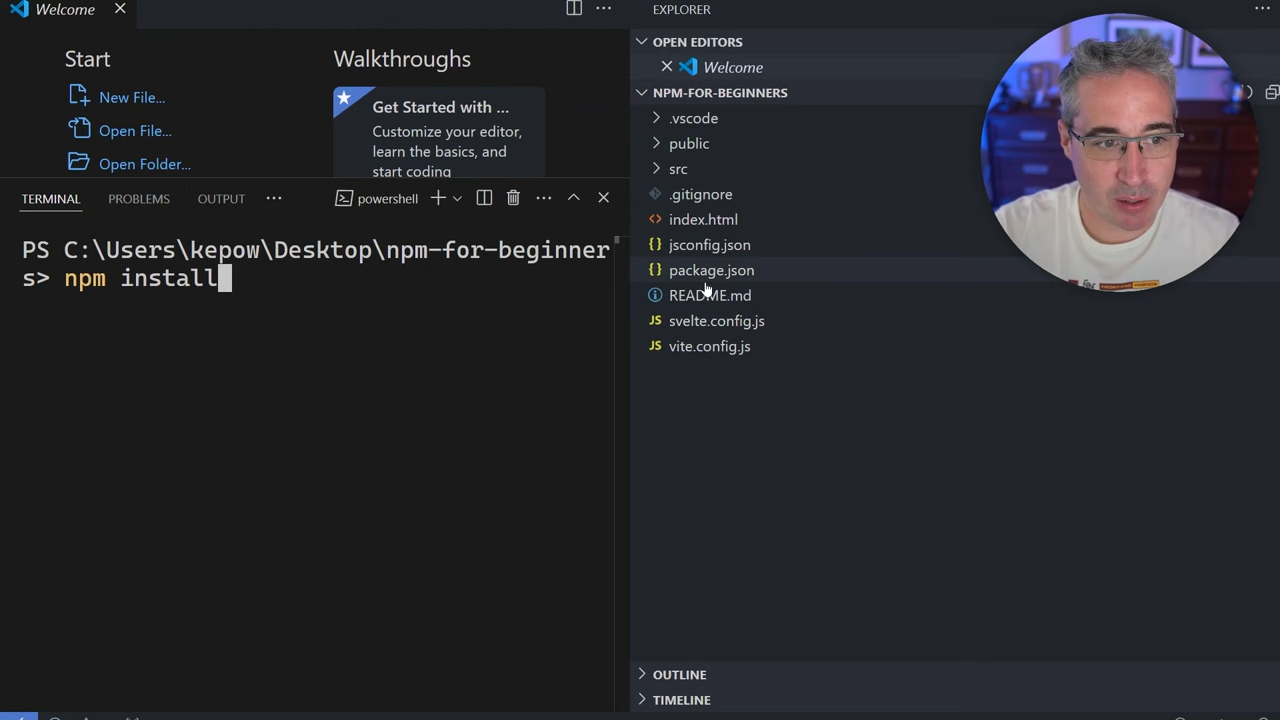 Welcome
Start
New File...
Open File...
Open Folder...
Walkthroughs
Get Started with ...
Customize your editor,
learn the basics, and
start coding
TERMINAL
PROBLEMS
OUTPUT
powershell
PS C:\Users\kepow\Desktop\npm-for-beginner
s> npm install
EXPLORER
OPEN EDITORS
Welcome
NPM-FOR-BEGINNERS
.vscode
public
src
.gitignore
index.html
jsconfig.json
package.json
README.md
svelte.config.js
vite.config.js
OUTLINE
TIMELINE